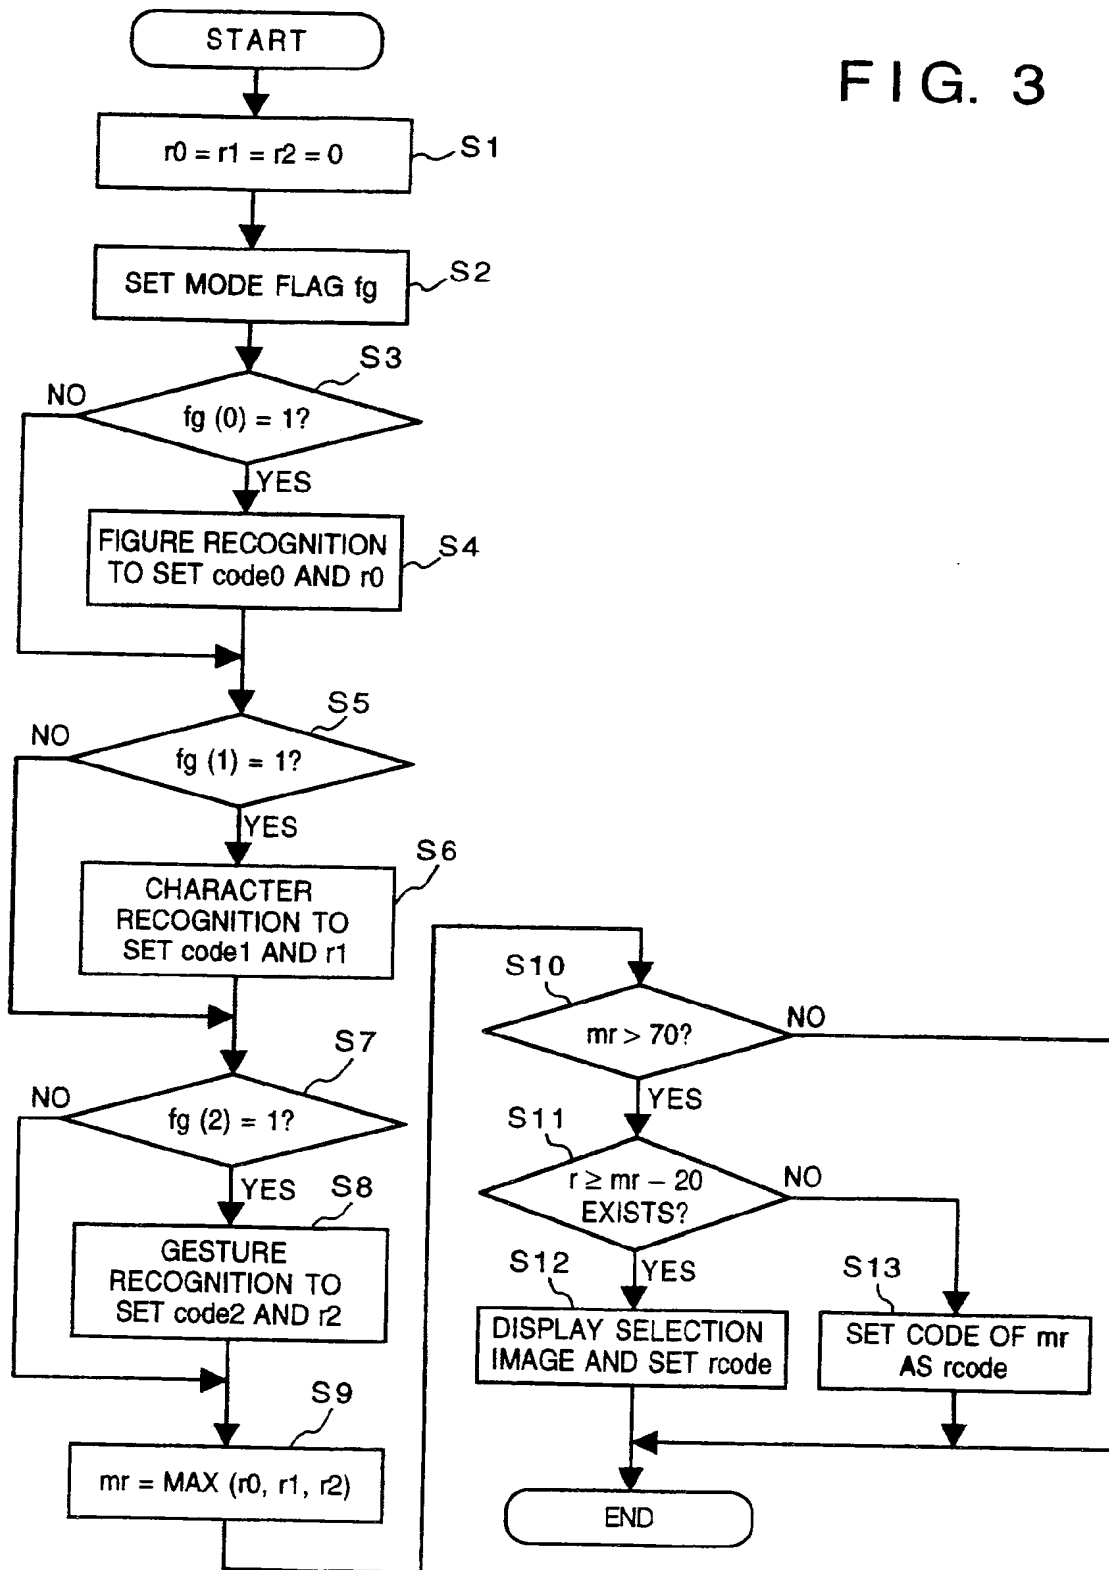 FIG. 3
START
r0 = r1 = r2 = 0
S1
SET MODE FLAG fg
S2
S3
NO
fg (0) = 1?
YES
FIGURE RECOGNITION
TO SET code0 AND r0
S4
S5
NO
fg (1) = 1?
YES
S6
CHARACTER
RECOGNITION TO
SET code1 AND r1
S7
NO
fg (2) = 1?
YES
S8
GESTURE
RECOGNITION TO
SET code2 AND r2
S9
mr = MAX (r0, r1, r2)
S10
NO
mr > 70?
YES
S11
NO
r ≥ mr – 20
EXISTS?
YES
S12
DISPLAY SELECTION
IMAGE AND SET rcode
S13
SET CODE OF mr
AS rcode
END